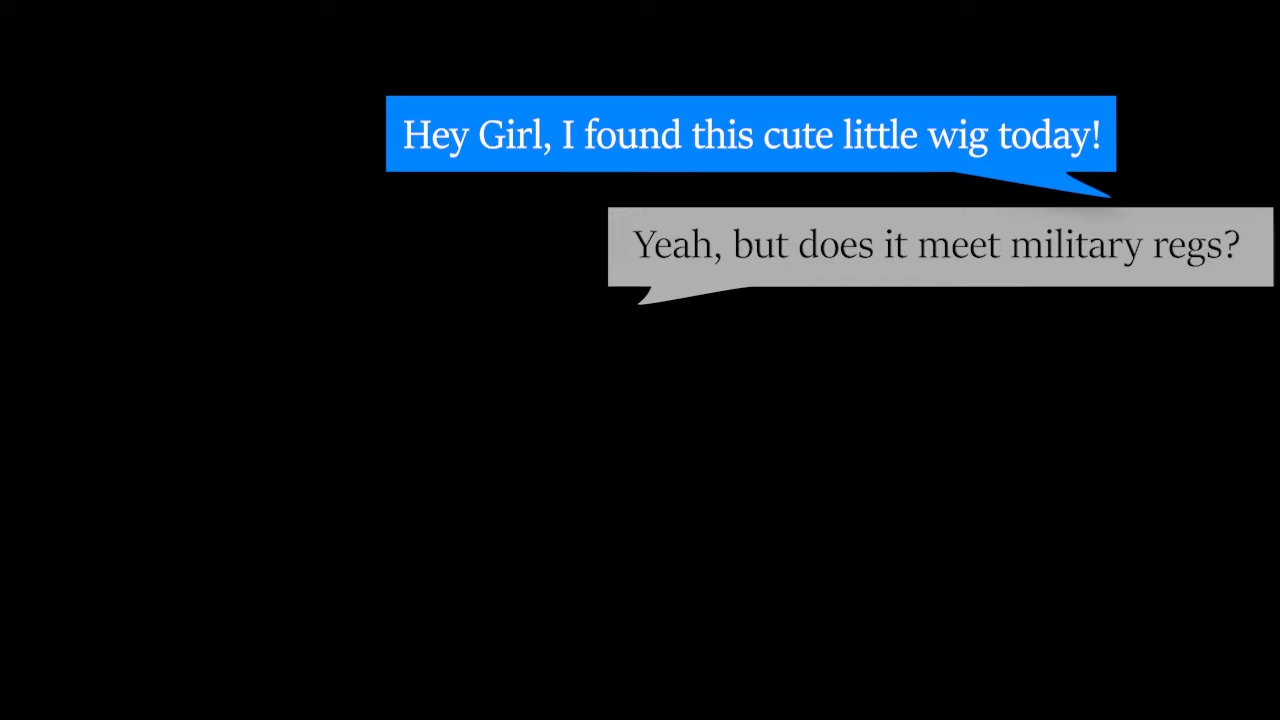 Hey Girl, I found this cute little wig today!
Yeah, but does it meet military regs?